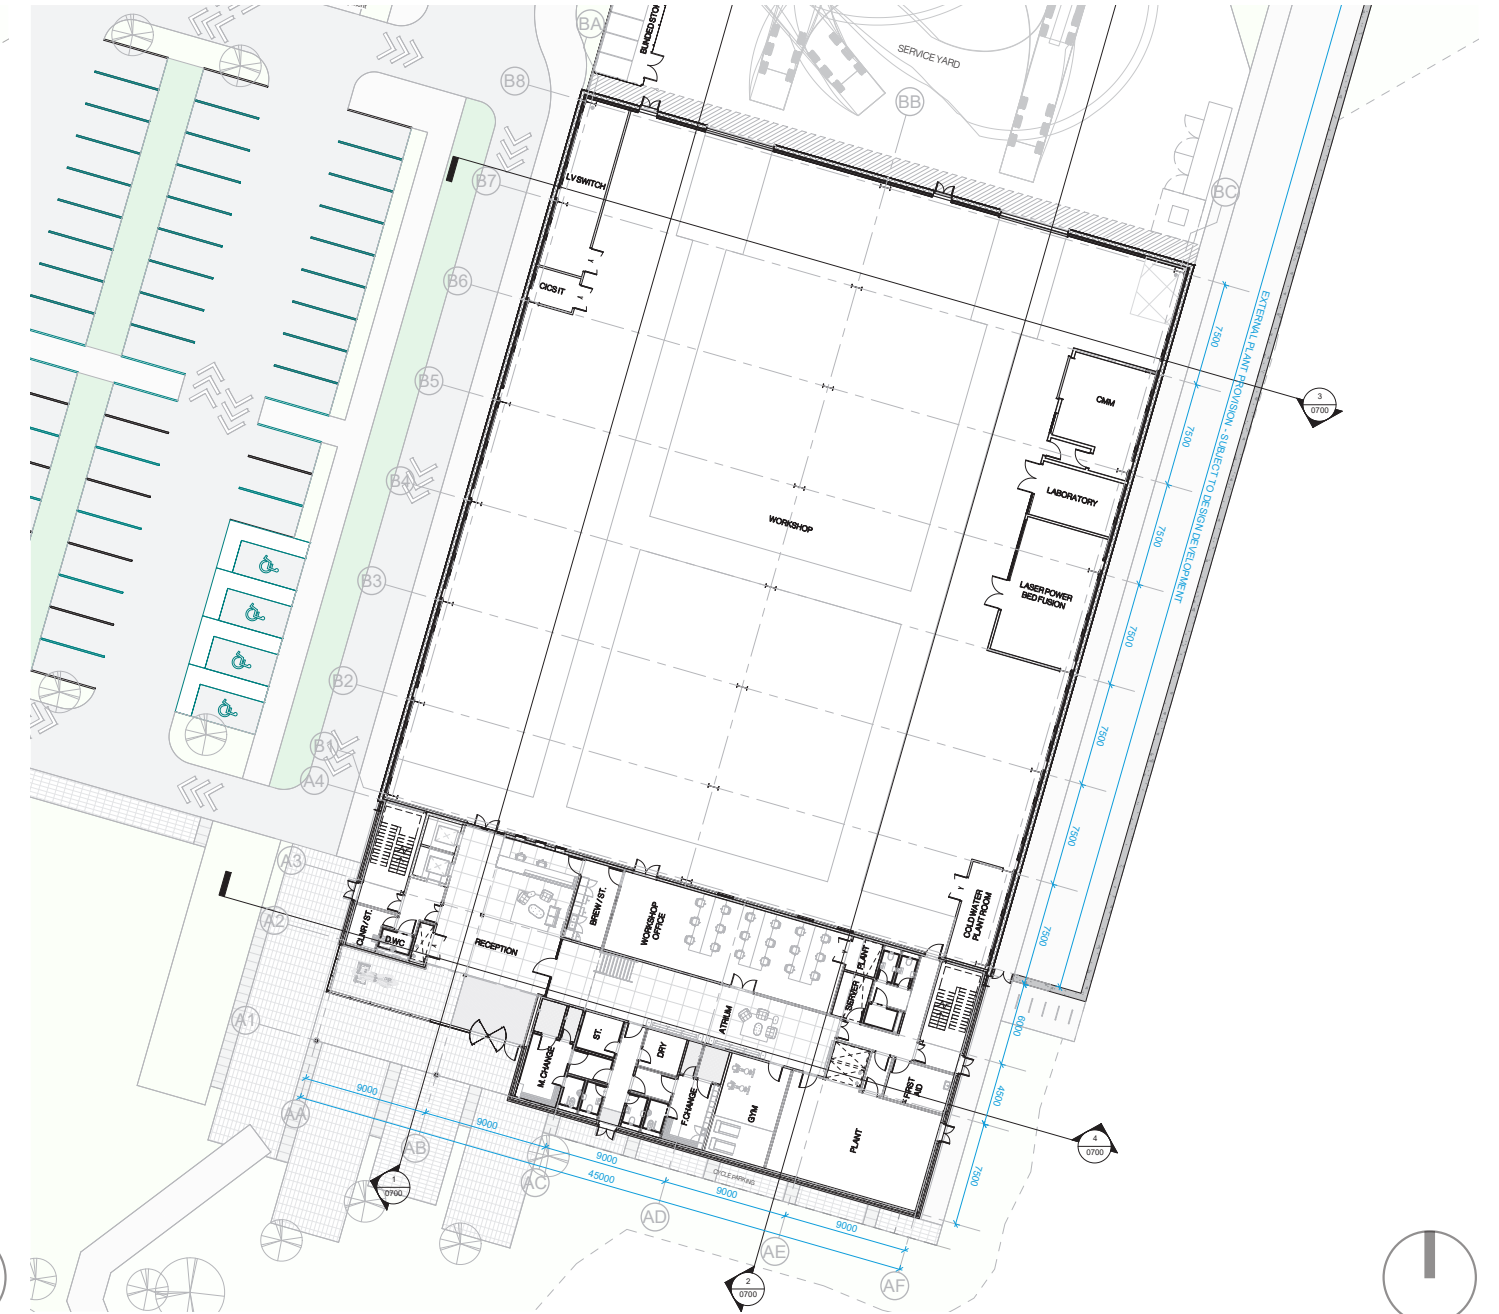 BA
BUNDED STO
SERVICE YARD
B8
BB
B7
LV SWITCH
BC
B6
CICS IT
7500
EXTERNAL PLANT PROVISION - SUBJECT TO DESIGN DEVELOPMENT
B5
CMM
3
0700
7500
B4
LABORATORY
WORKSHOP
7500
B3
LASER POWER
BED FUSION
7500
B2
7500
B1
A4
7500
A3
BREW / ST.
WORKSHOP
OFFICE
COLD WATER
PLANT ROOM
A2
CLNR / ST.
D.WC
RECEPTION
PLANT
7500
SERVER
A1
ATRIUM
6000
ST.
DRY
M. CHANGE
F.CHANGE
GYM
FIRST
AID
4500
PLANT
9000
AA
9000
AB
9000
45000
9000
9000
CYCLE PARKING
7500
4
0700
1
0700
AC
AD
AE
AF
2
0700